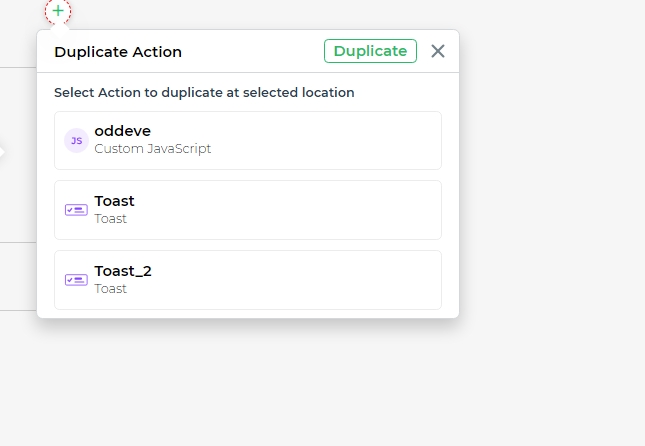 Duplicate Action
Duplicate
Select Action to duplicate at selected location
JS
oddeve
Custom JavaScript
Toast
Toast
Toast_2
Toast